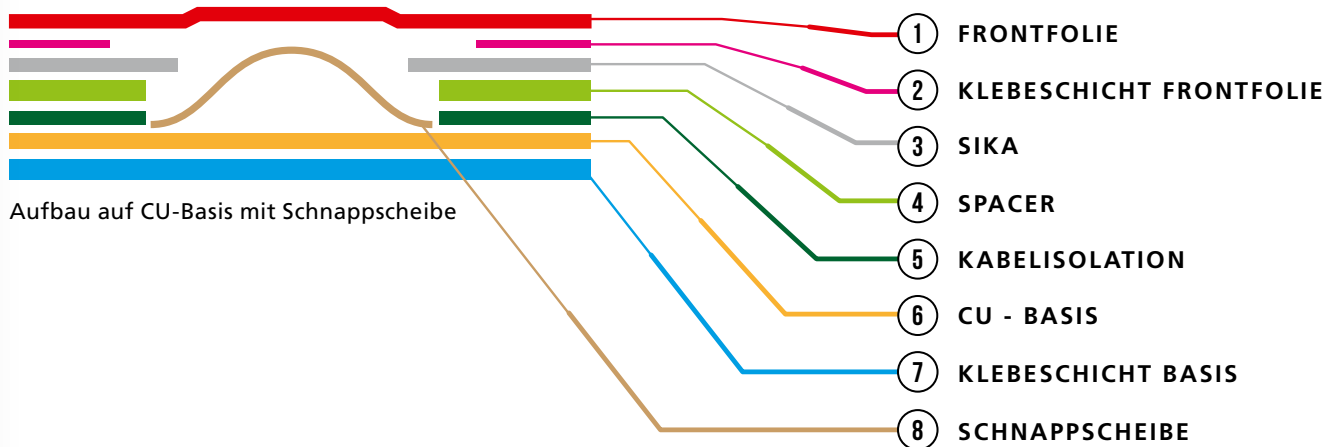 1 FRONTFOLIE
2 KLEBESCHICHT FRONTFOLIE
3 SIKA
4 SPACER
5 KABELISOLATION
6 CU - BASIS
7 KLEBESCHICHT BASIS
8 SCHNAPPSCHEIBE
Aufbau auf CU-Basis mit Schnappscheibe